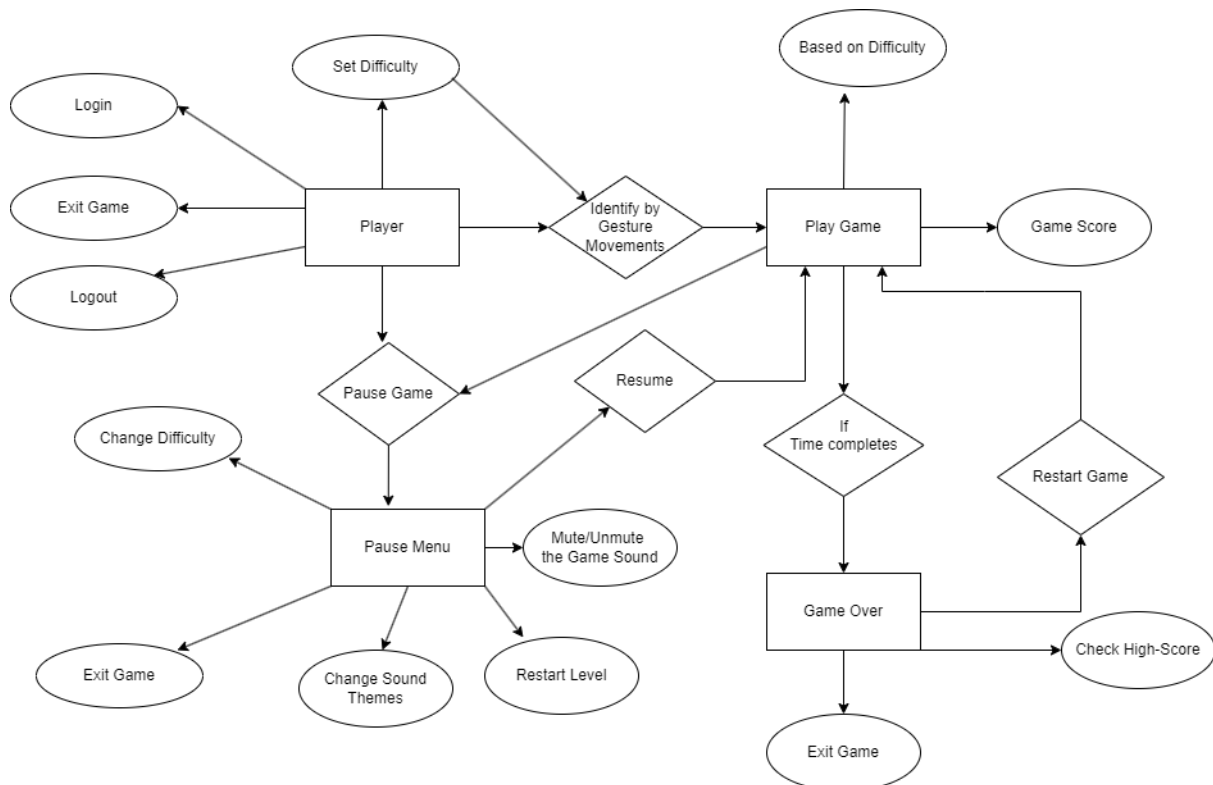 Based on Difficulty
Set Difficulty
Login
Exit Game
Player
Identify by
Gesture
Movements
Play Game
Game Score
Logout
Pause Game
Resume
If
Time completes
Change Difficulty
Restart Game
Pause Menu
Mute/Unmute
the Game Sound
Game Over
Exit Game
Change Sound
Themes
Restart Level
Check High-Score
Exit Game